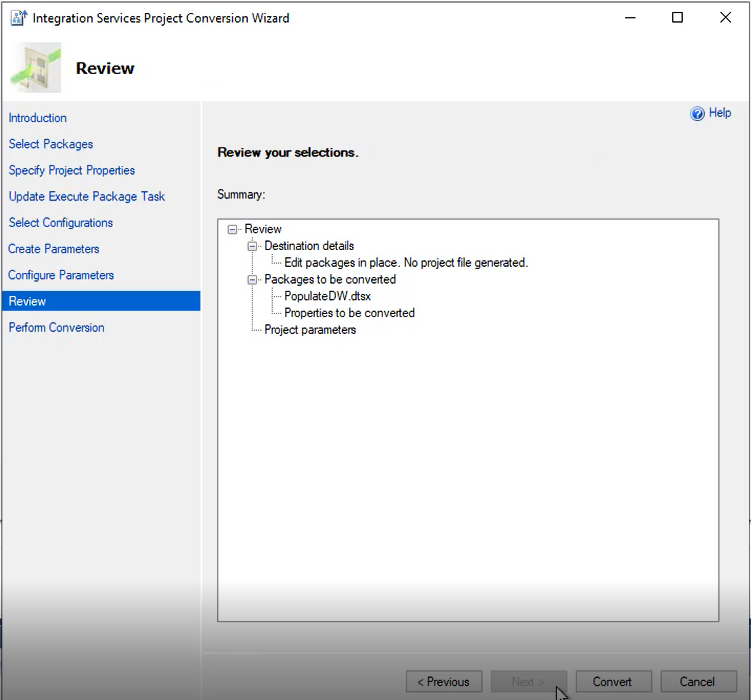 Integration Services Project Conversion Wizard
Review
Help
Introduction
Select Packages
Specify Project Properties
Update Execute Package Task
Select Configurations
Create Parameters
Configure Parameters
Review
Perform Conversion
Review your selections.
Summary:
Review
Destination details
Edit packages in place. No project file generated.
Packages to be converted
PopulateDW.dtsx
Properties to be converted
Project parameters
< Previous
Next >
Convert
Cancel